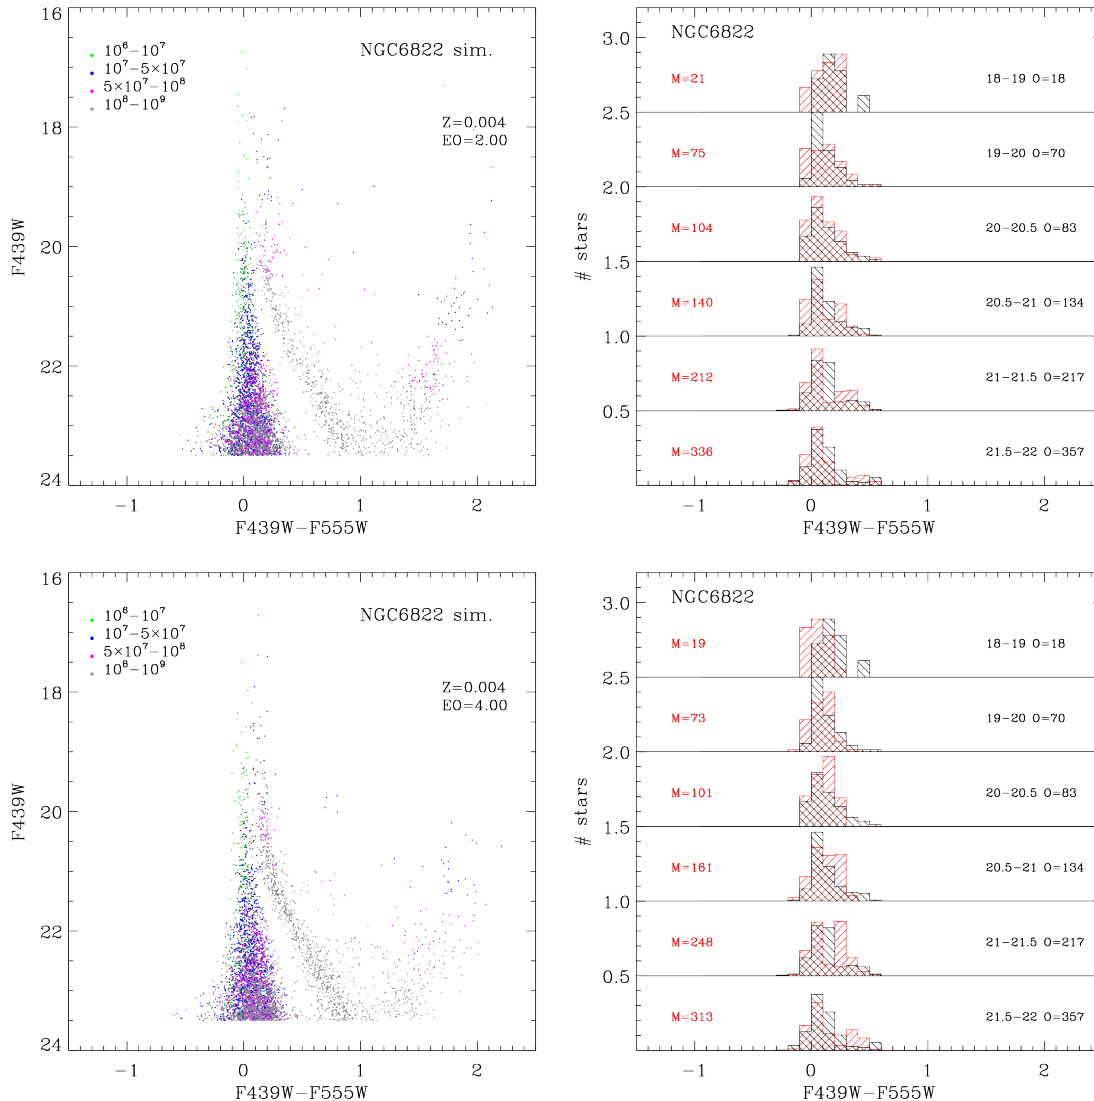 NGC6822 sim.
10⁶−10⁷
10⁷−5×10⁷
5×10⁷−10⁸
10⁸−10⁹
Z=0.004
EO=2.00
16
18
20
22
24
F439W
−1 0 1 2
F439W−F555W
NGC6822
M=21 18−19 O=18
M=75 19−20 O=70
M=104 20−20.5 O=83
M=140 20.5−21 O=134
M=212 21−21.5 O=217
M=336 21.5−22 O=357
3.0
2.5
2.0
1.5
1.0
0.5
# stars
−1 0 1 2
F439W−F555W
NGC6822 sim.
10⁶−10⁷
10⁷−5×10⁷
5×10⁷−10⁸
10⁸−10⁹
Z=0.004
EO=4.00
16
18
20
22
24
F439W
−1 0 1 2
F439W−F555W
NGC6822
M=19 18−19 O=18
M=73 19−20 O=70
M=101 20−20.5 O=83
M=161 20.5−21 O=134
M=248 21−21.5 O=217
M=313 21.5−22 O=357
3.0
2.5
2.0
1.5
1.0
0.5
# stars
−1 0 1 2
F439W−F555W